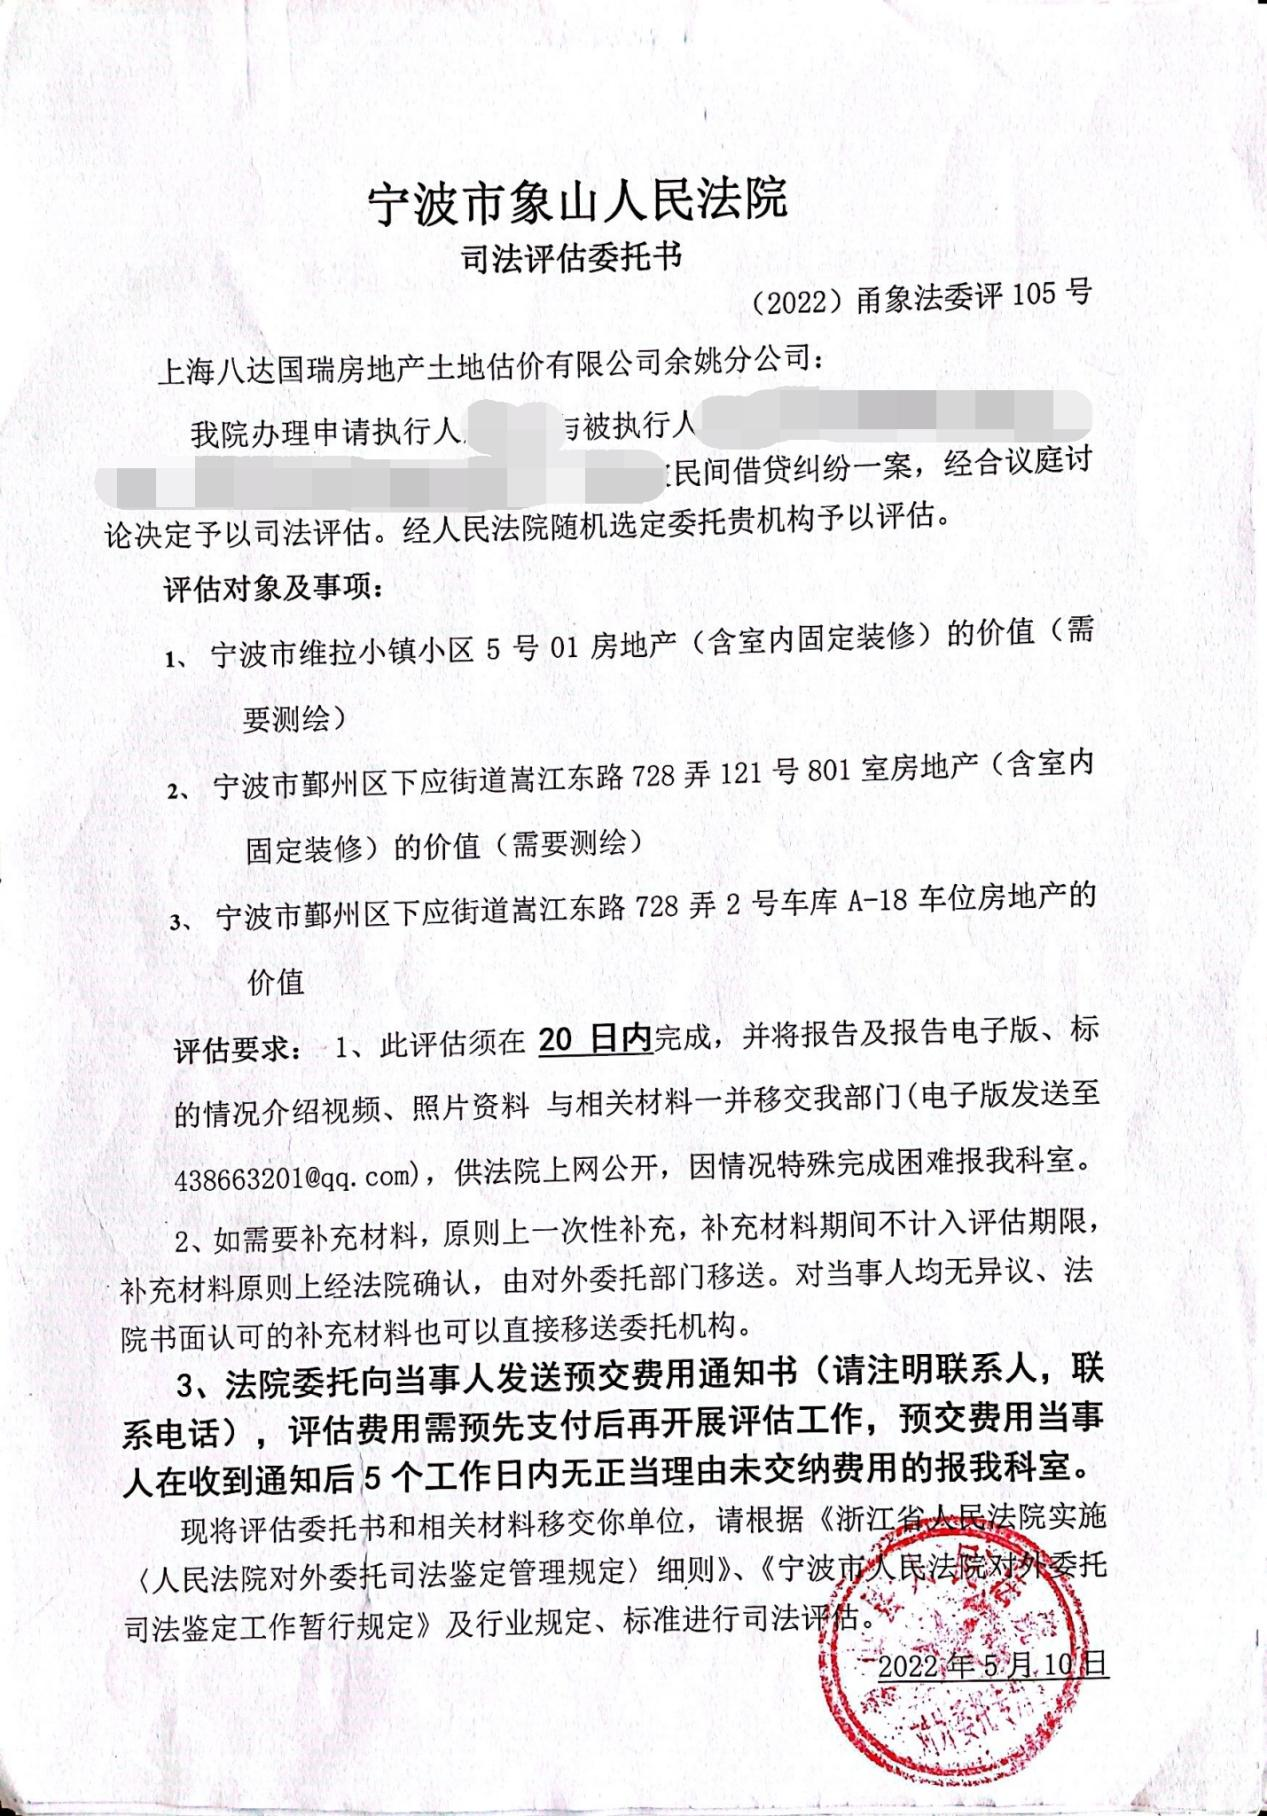 宁波市象山人民法院
司法评估委托书
（2022）甬象法委评 105 号
上海八达国瑞房地产土地估价有限公司余姚分公司：
我院办理申请执行人 与被执行人
民间借贷纠纷一案，经合议庭讨
论决定予以司法评估。经人民法院随机选定委托贵机构予以评估。
评估对象及事项：
1、 宁波市维拉小镇小区 5 号 01 房地产（含室内固定装修）的价值（需
要测绘）
2、 宁波市鄞州区下应街道嵩江东路 728 弄 121 号 801 室房地产（含室内
固定装修）的价值（需要测绘）
3、 宁波市鄞州区下应街道嵩江东路 728 弄 2 号车库 A-18 车位房地产的
价值
评估要求： 1、此评估须在 20 日内完成，并将报告及报告电子版、标
的情况介绍视频、照片资料 与相关材料一并移交我部门(电子版发送至
438663201@qq.com)，供法院上网公开，因情况特殊完成困难报我科室。
2、如需要补充材料，原则上一次性补充，补充材料期间不计入评估期限，
补充材料原则上经法院确认，由对外委托部门移送。对当事人均无异议、法
院书面认可的补充材料也可以直接移送委托机构。
3、法院委托向当事人发送预交费用通知书（请注明联系人，联
系电话），评估费用需预先支付后再开展评估工作，预交费用当事
人在收到通知后 5 个工作日内无正当理由未交纳费用的报我科室。
现将评估委托书和相关材料移交你单位，请根据《浙江省人民法院实施
〈人民法院对外委托司法鉴定管理规定〉细则》、《宁波市人民法院对外委托
司法鉴定工作暂行规定》及行业规定、标准进行司法评估。
2022 年 5 月 10 日